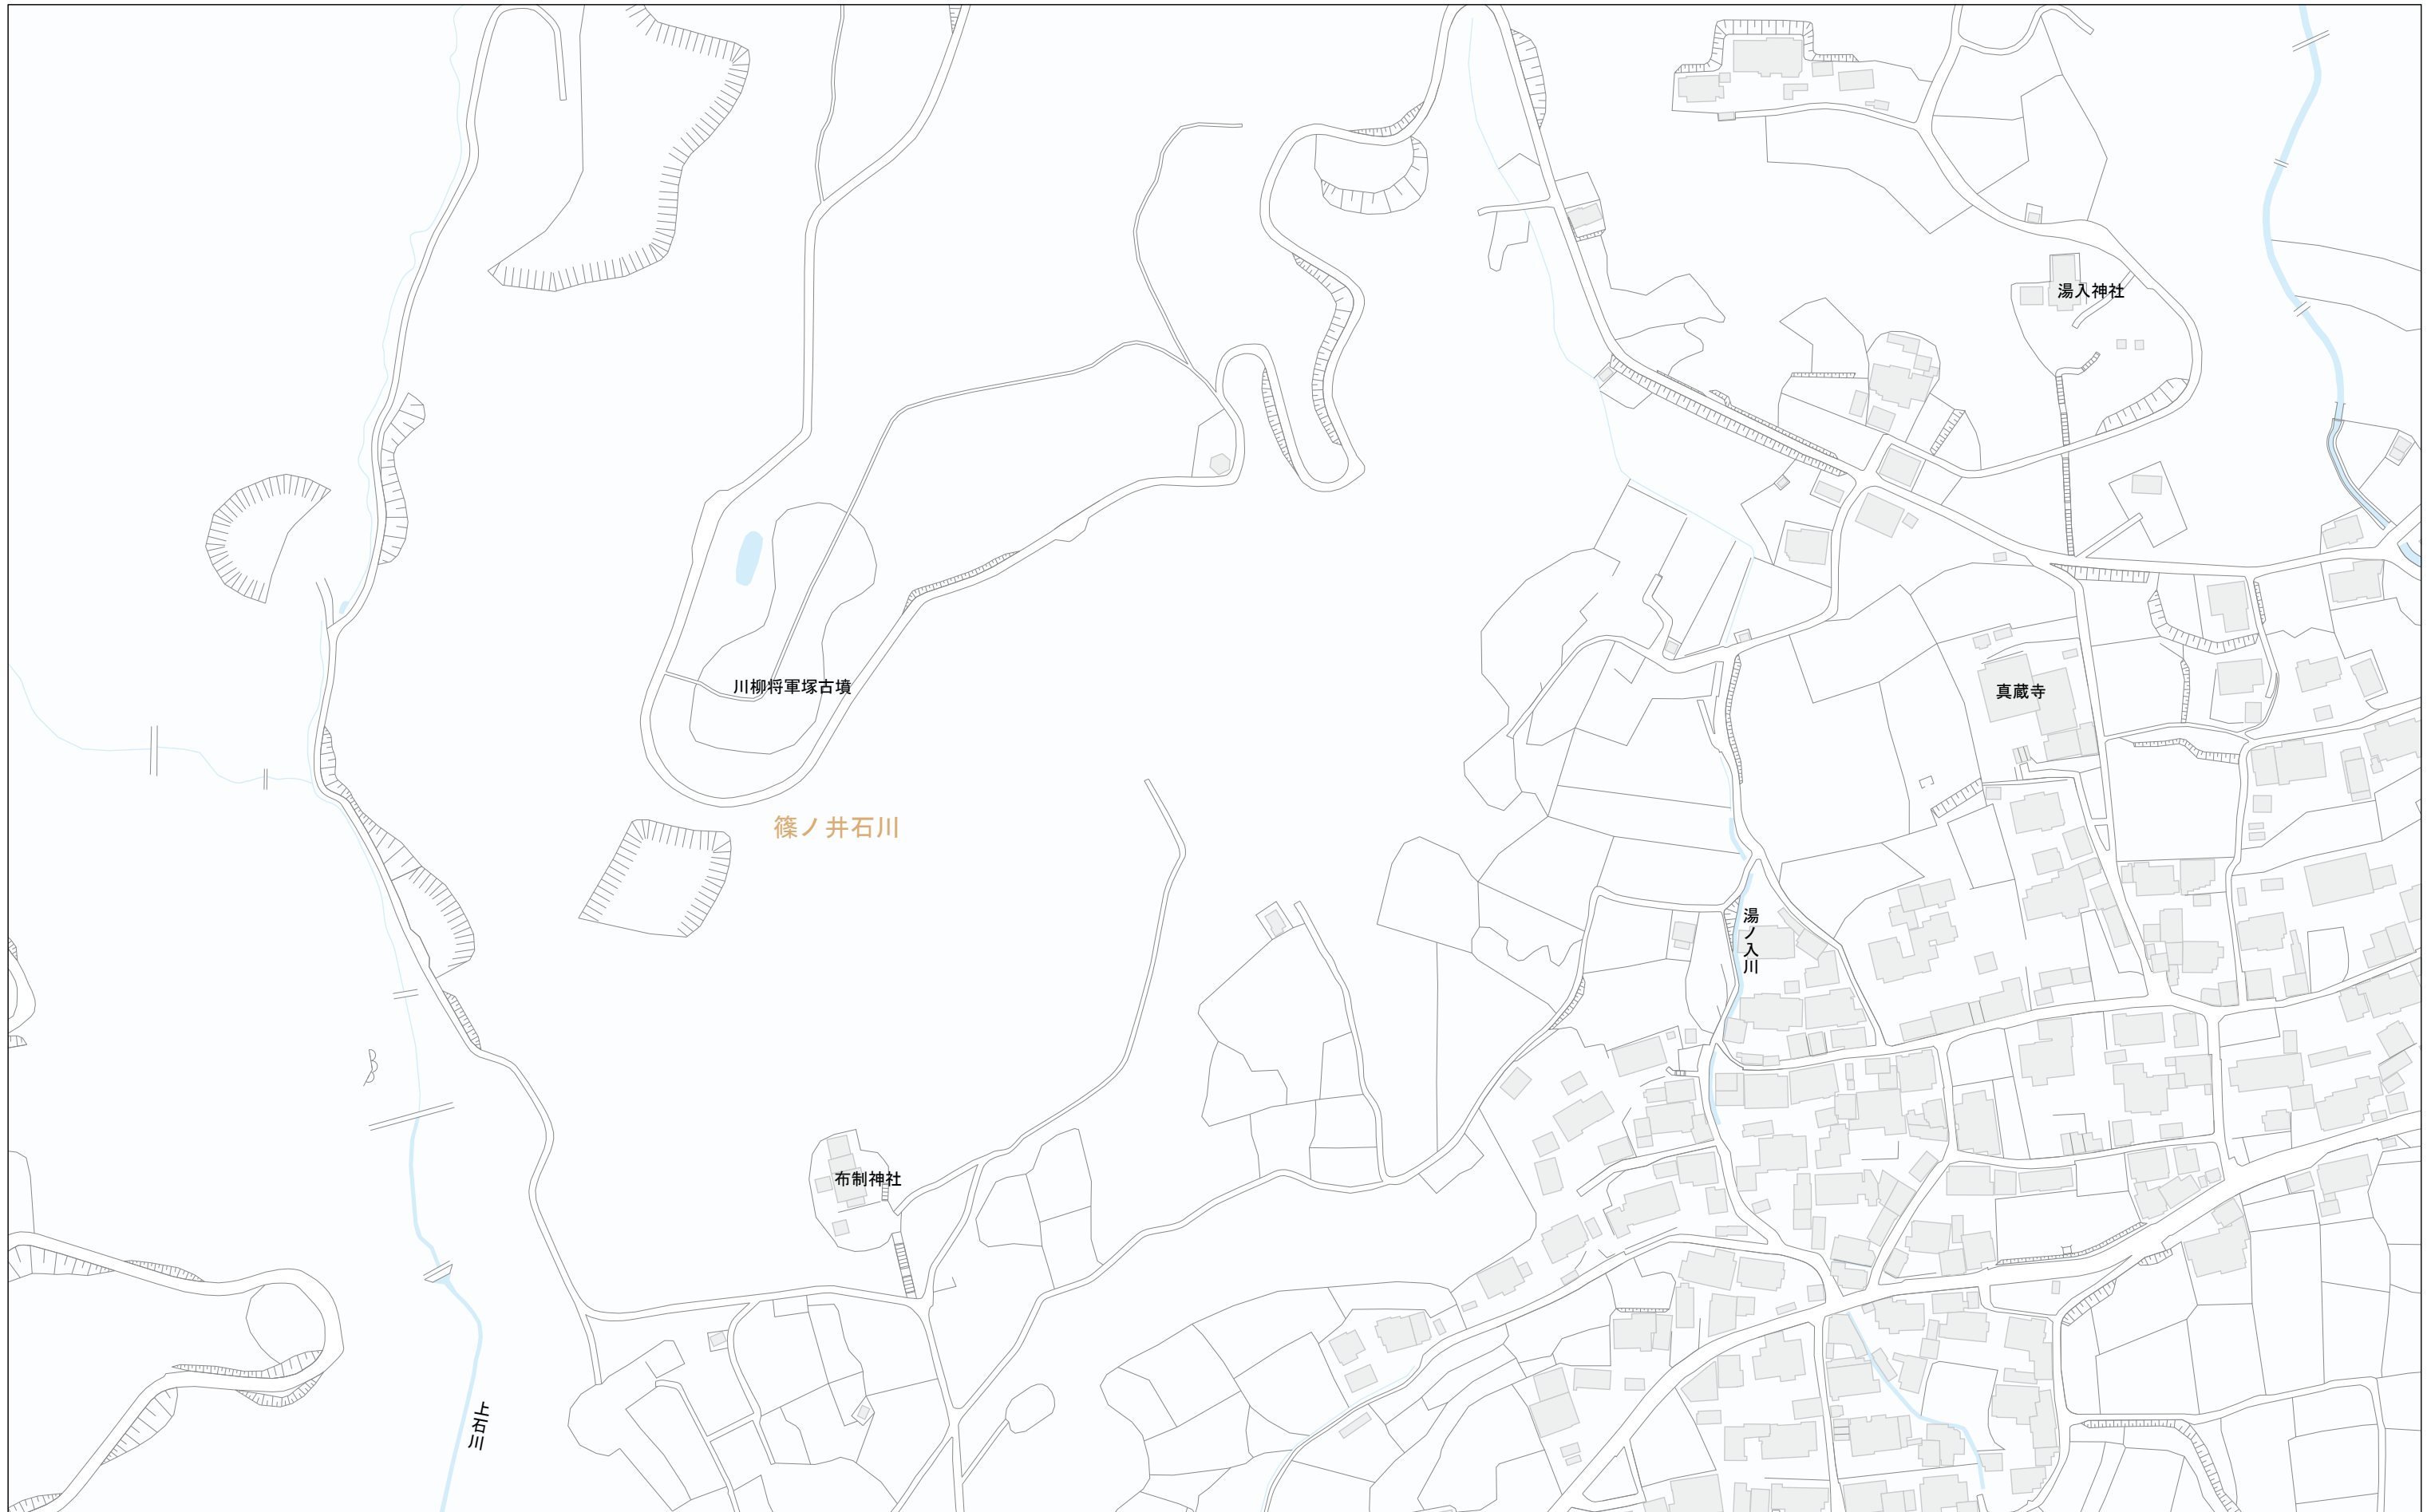 湯入神社
川柳将軍塚古墳
真蔵寺
篠ノ井石川
湯ノ入川
布制神社
上石川